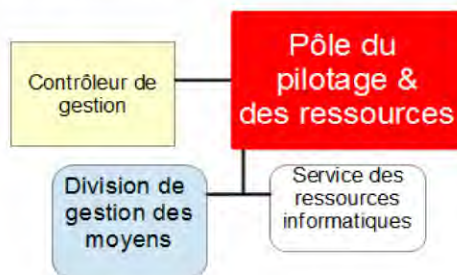 Pôle du
pilotage &
des ressources
Contrôleur de
gestion
Division de
gestion des
moyens
Service des
ressources
informatiques